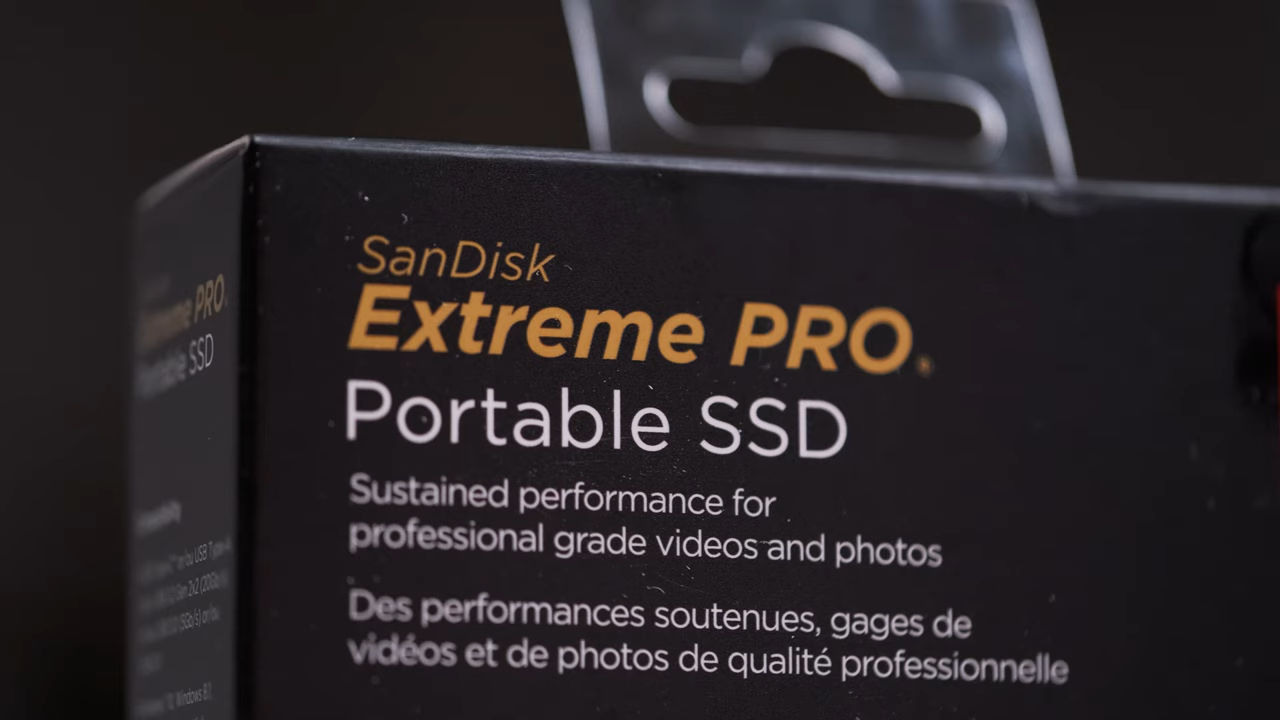 SanDisk
Extreme PRO®
Portable SSD
Sustained performance for
professional grade videos and photos
Des performances soutenues, gages de
vidéos et de photos de qualité professionnelle
Extreme PRO.
Portable SSD